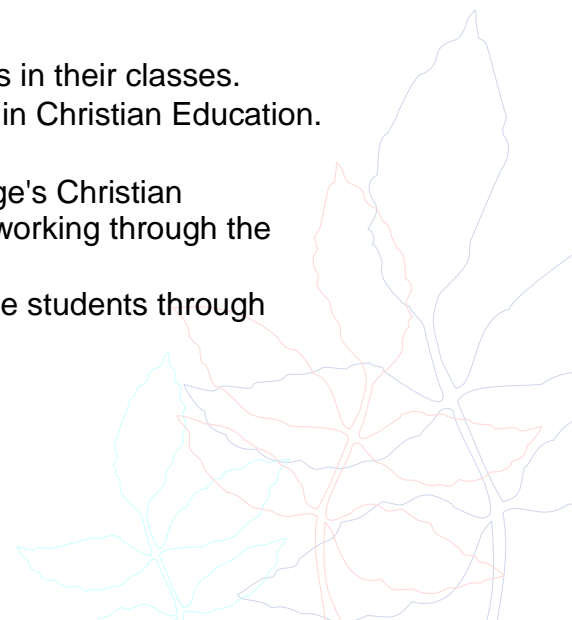 s in their classes.
in Christian Education.
ge's Christian
working through the
e students through